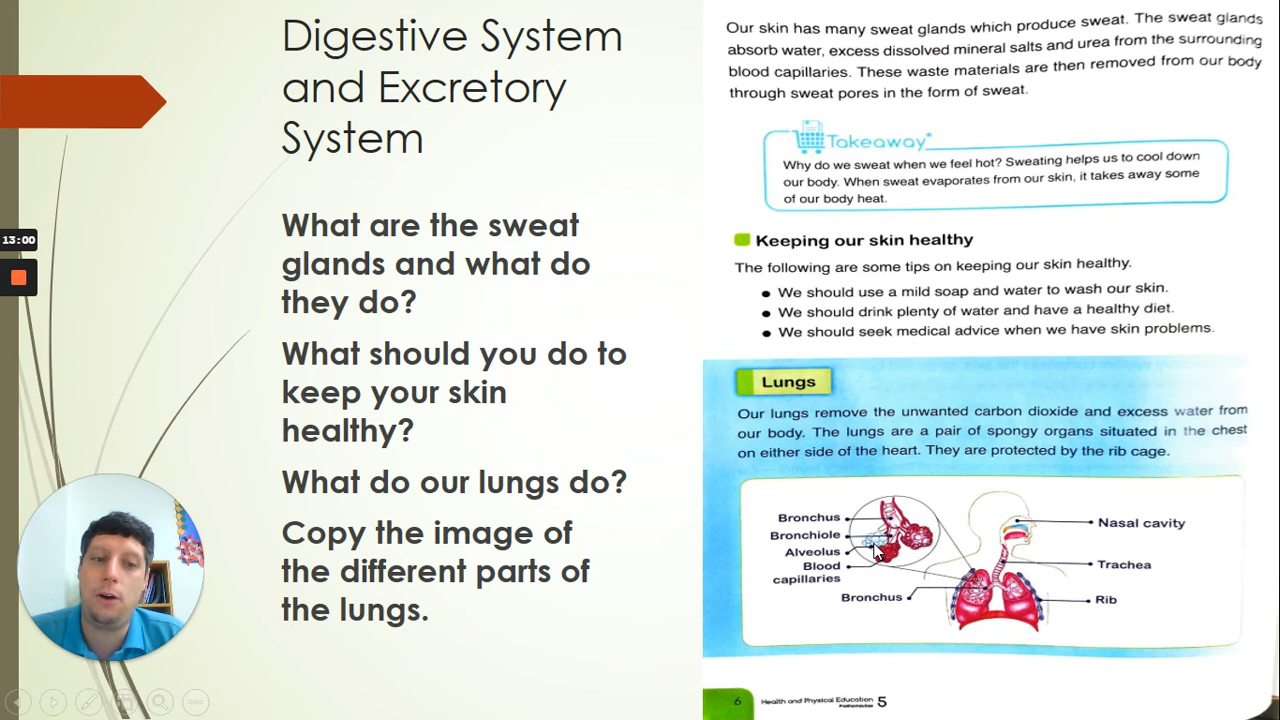 Digestive System
and Excretory
System
What are the sweat
glands and what do
they do?
What should you do to
keep your skin
healthy?
What do our lungs do?
Copy the image of
the different parts of
the lungs.
13:00
Our skin has many sweat glands which produce sweat. The sweat glands
absorb water, excess dissolved mineral salts and urea from the surrounding
blood capillaries. These waste materials are then removed from our body
through sweat pores in the form of sweat.
Takeaway
Why do we sweat when we feel hot? Sweating helps us to cool down
our body. When sweat evaporates from our skin, it takes away some
of our body heat.
Keeping our skin healthy
The following are some tips on keeping our skin healthy.
• We should use a mild soap and water to wash our skin.
• We should drink plenty of water and have a healthy diet.
• We should seek medical advice when we have skin problems.
Lungs
Our lungs remove the unwanted carbon dioxide and excess water from
our body. The lungs are a pair of spongy organs situated in the chest
on either side of the heart. They are protected by the rib cage.
Bronchus
Bronchiole
Alveolus
Blood
capillaries
Bronchus
Nasal cavity
Trachea
Rib
6 Health and Physical Education 5